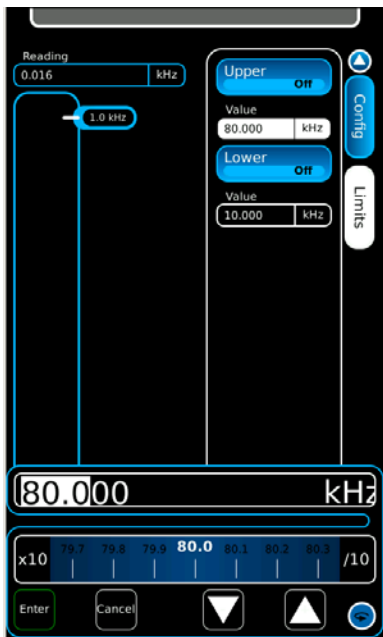 Reading
0.016 kHz
1.0 kHz
Upper
Off
Value
80.000 kHz
Lower
Off
Value
10.000 kHz
Config
Limits
80.000 kHz
x10 79.7 79.8 79.9 80.0 80.1 80.2 80.3 /10
Enter Cancel